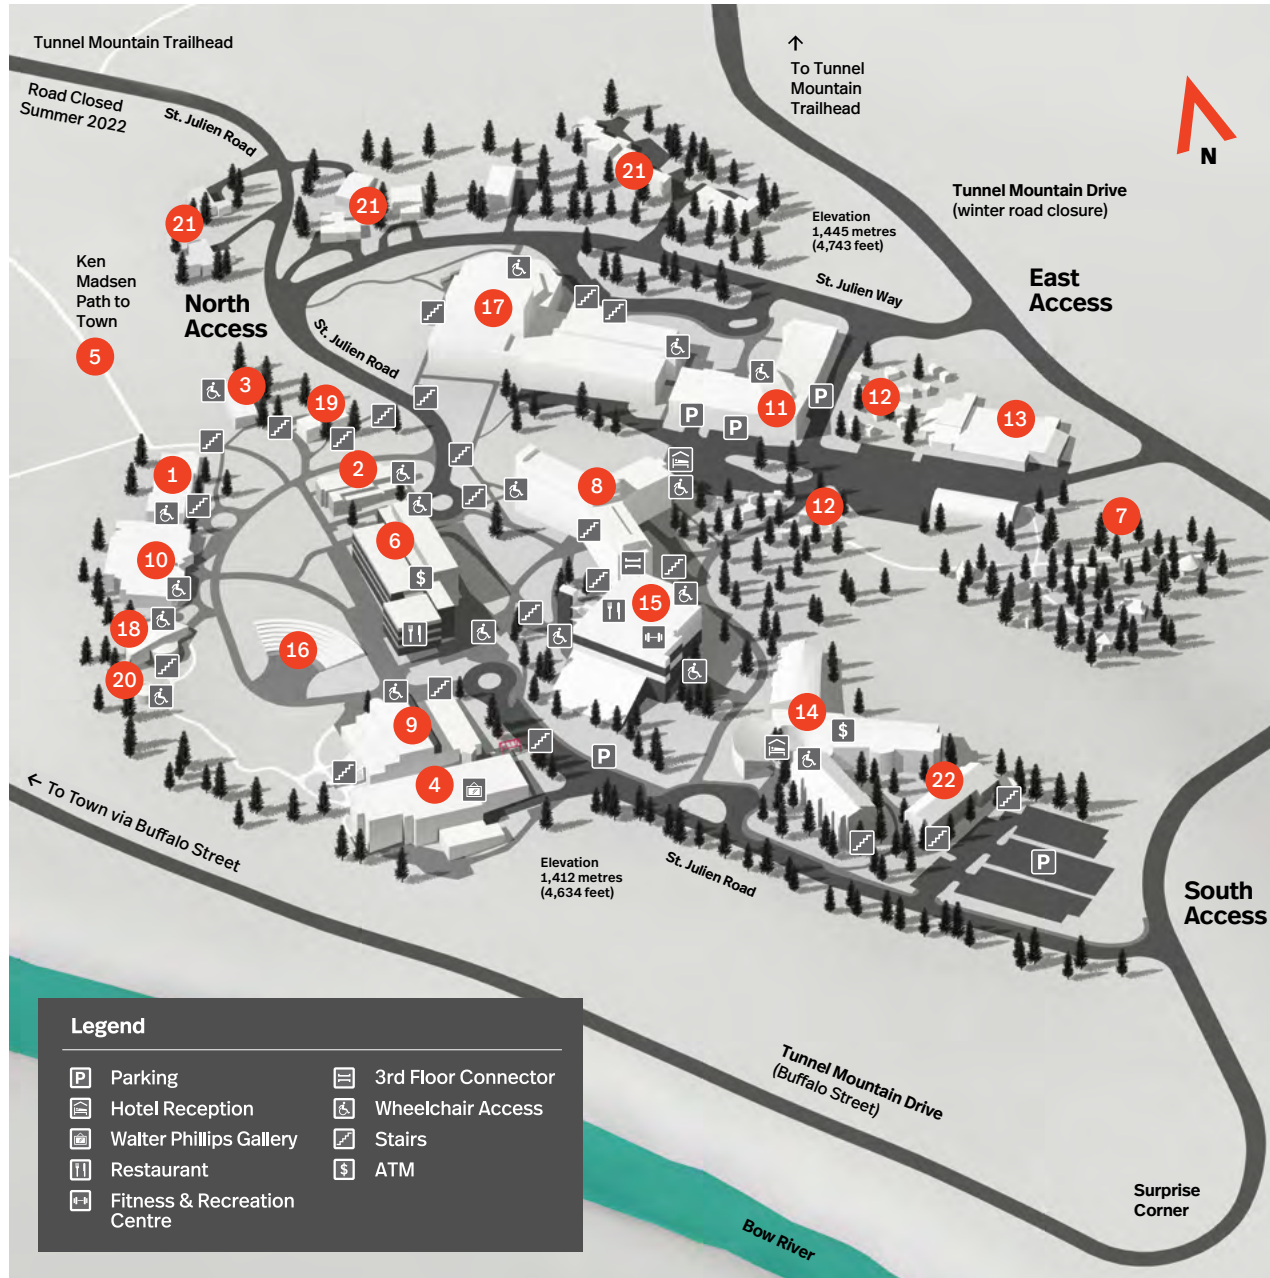 Tunnel Mountain Trailhead
Road Closed
Summer 2022
St. Julien Road
↑
To Tunnel
Mountain
Trailhead
N
Tunnel Mountain Drive
(winter road closure)
21
21
21
Elevation
1,445 metres
(4,743 feet)
East
Access
St. Julien Way
Ken
Madsen
Path to
Town
5
North
Access
St. Julien Road
17
3
19
11
P
P
P
12
13
1
2
8
12
7
6
$
10
15
18
16
20
9
14
$
4
P
22
P
← To Town via Buffalo Street
Elevation
1,412 metres
(4,634 feet)
St. Julien Road
South
Access
Legend
P Parking
Hotel Reception
Walter Phillips Gallery
Restaurant
Fitness & Recreation
Centre
3rd Floor Connector
Wheelchair Access
Stairs
$ ATM
Tunnel Mountain Drive
(Buffalo Street)
Surprise
Corner
Bow River